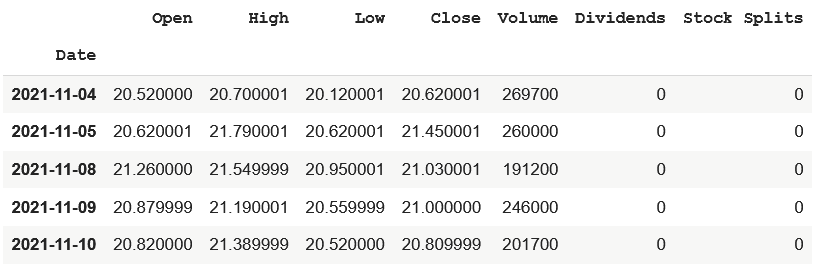 Open High Low Close Volume Dividends Stock Splits
Date
2021-11-04 20.520000 20.700001 20.120001 20.620001 269700 0 0
2021-11-05 20.620001 21.790001 20.620001 21.450001 260000 0 0
2021-11-08 21.260000 21.549999 20.950001 21.030001 191200 0 0
2021-11-09 20.879999 21.190001 20.559999 21.000000 246000 0 0
2021-11-10 20.820000 21.389999 20.520000 20.809999 201700 0 0